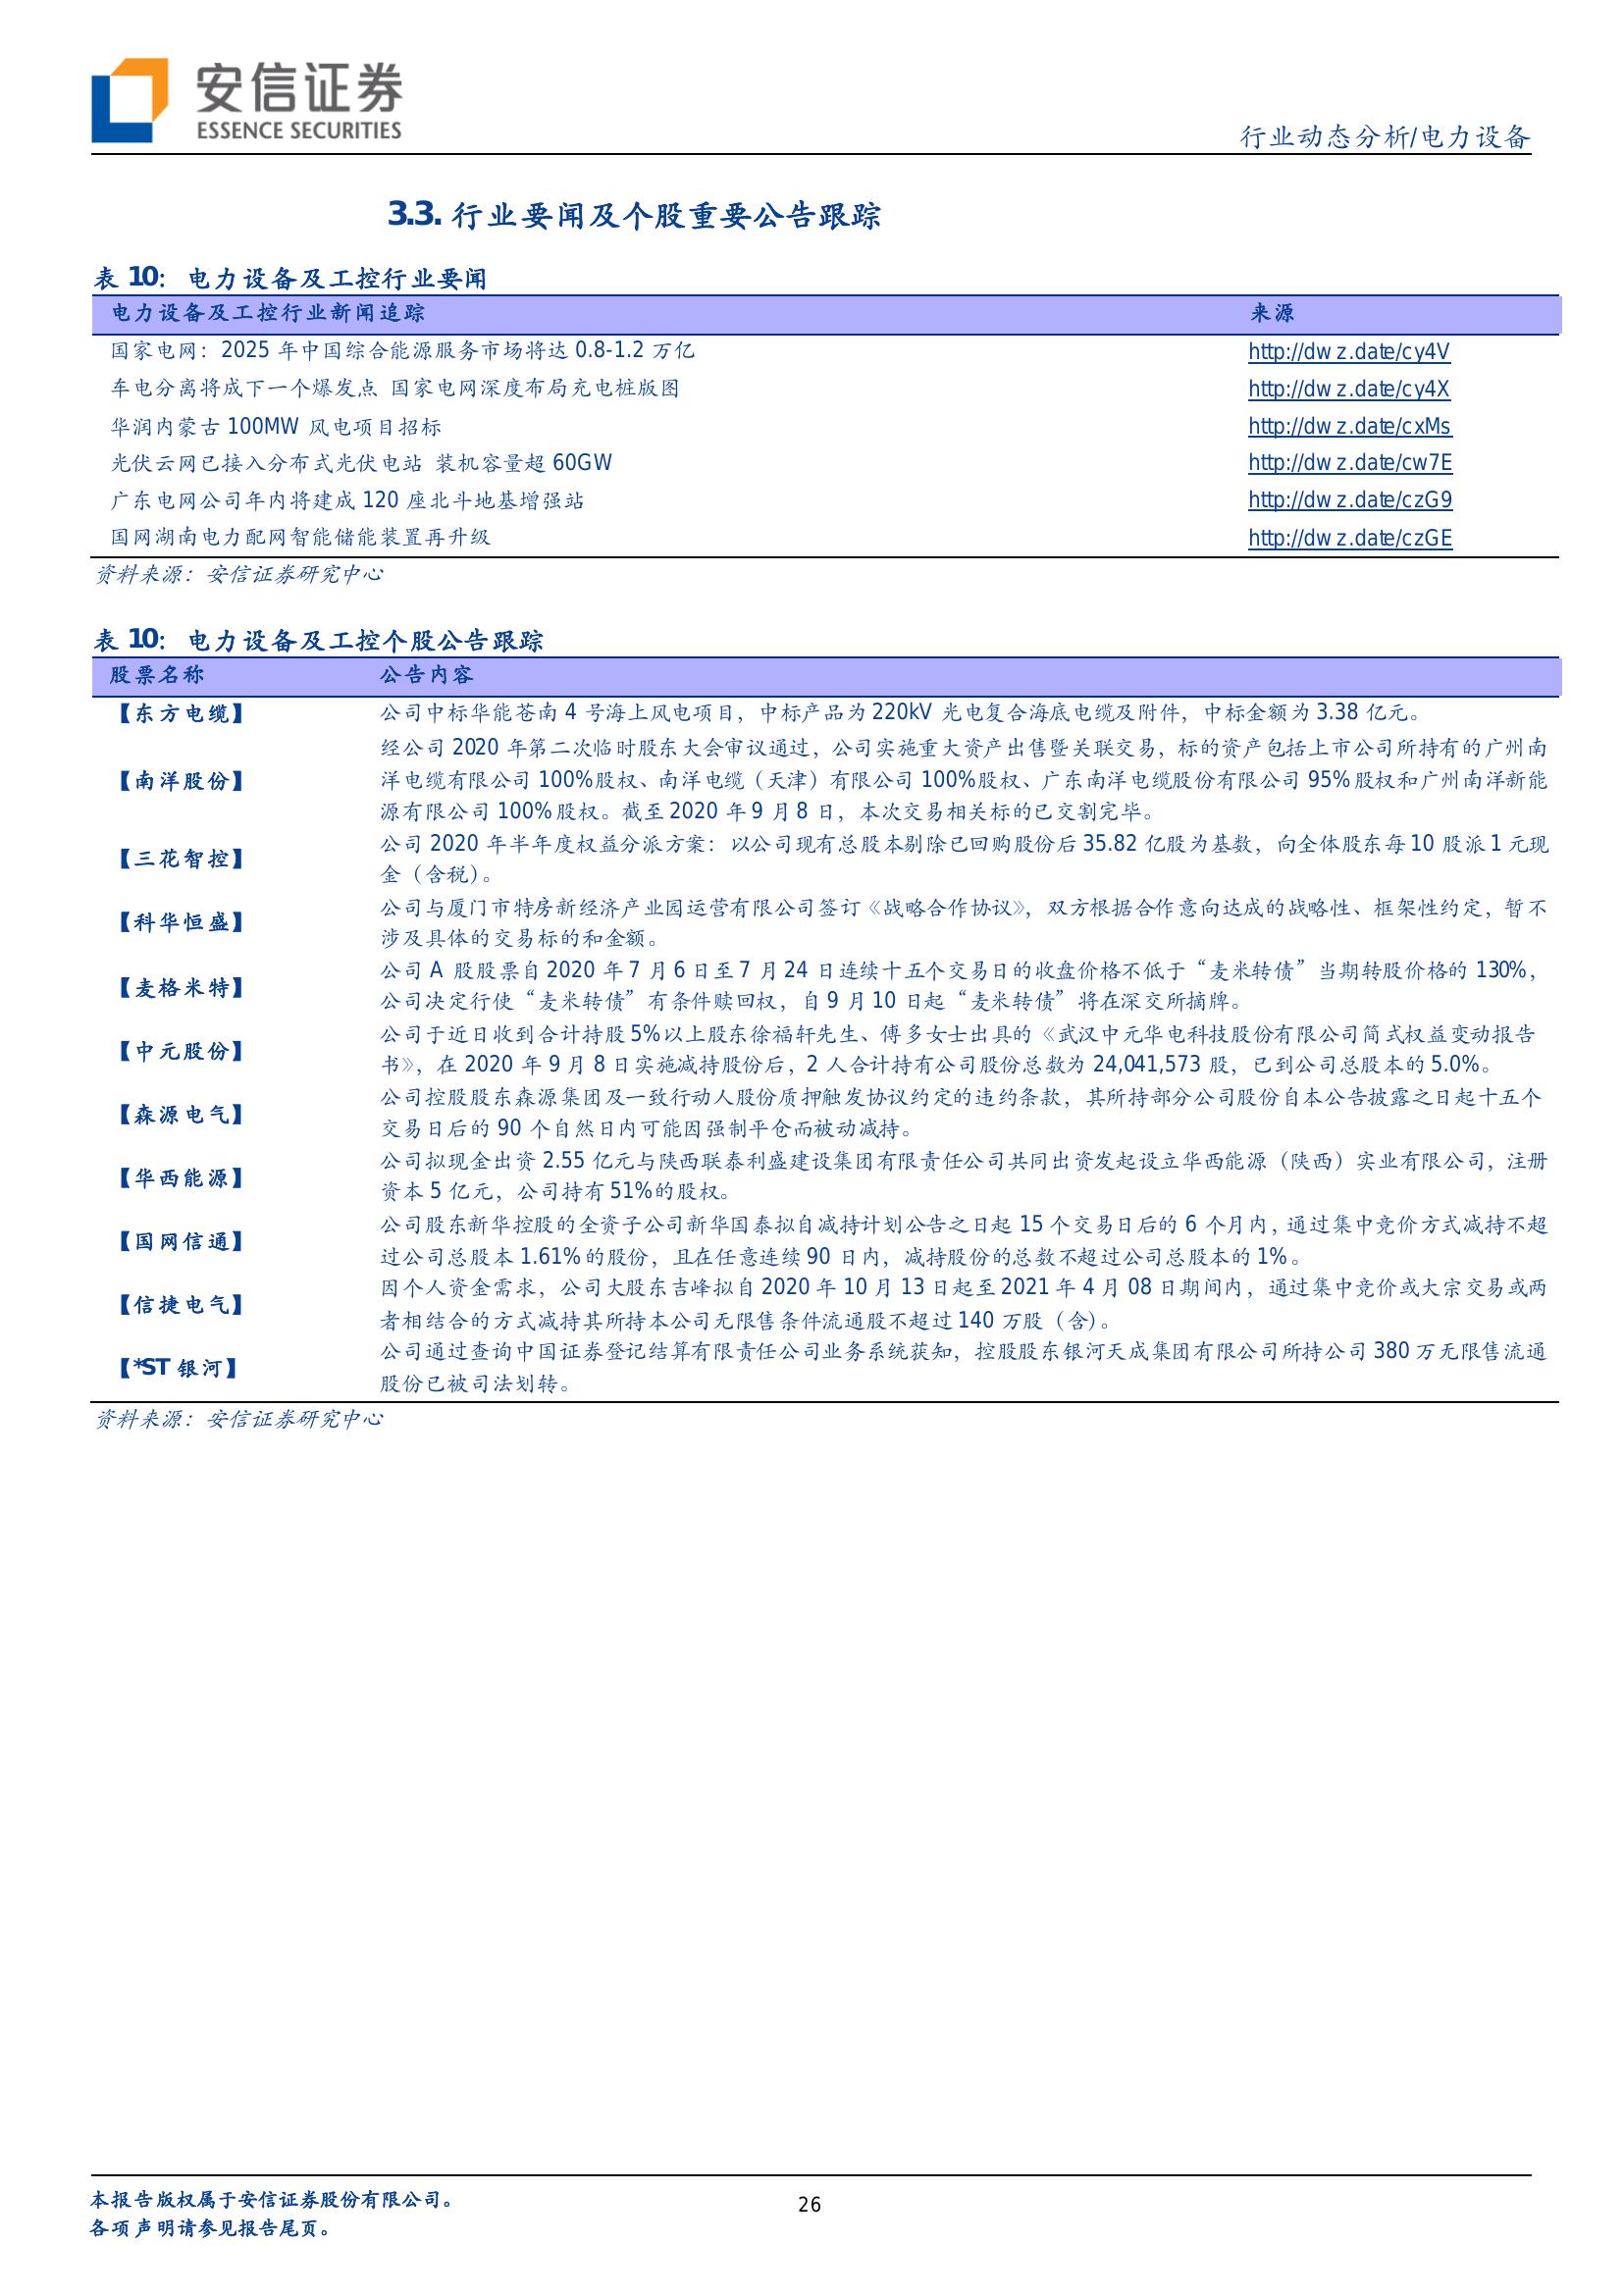 安信证券
ESSENCE SECURITIES
行业动态分析/电力设备
3.3. 行业要闻及个股重要公告跟踪
表 10: 电力设备及工控行业要闻
电力设备及工控行业新闻追踪 来源
国家电网：2025 年中国综合能源服务市场将达 0.8-1.2 万亿 http://dwz.date/cy4V
车电分离将成下一个爆发点 国家电网深度布局充电桩版图 http://dwz.date/cy4X
华润内蒙古 100MW 风电项目招标 http://dwz.date/cxMs
光伏云网已接入分布式光伏电站 装机容量超 60GW http://dwz.date/cw7E
广东电网公司年内将建成 120 座北斗地基增强站 http://dwz.date/czG9
国网湖南电力配网智能储能装置再升级 http://dwz.date/czGE
资料来源：安信证券研究中心
表 10: 电力设备及工控个股公告跟踪
股票名称 公告内容
【东方电缆】 公司中标华能苍南 4 号海上风电项目，中标产品为 220kV 光电复合海底电缆及附件，中标金额为 3.38 亿元。
【南洋股份】 经公司 2020 年第二次临时股东大会审议通过，公司实施重大资产出售暨关联交易，标的资产包括上市公司所持有的广州南
洋电缆有限公司 100%股权、南洋电缆（天津）有限公司 100%股权、广东南洋电缆股份有限公司 95%股权和广州南洋新能
源有限公司 100%股权。截至 2020 年 9 月 8 日，本次交易相关标的已交割完毕。
【三花智控】 公司 2020 年半年度权益分派方案：以公司现有总股本剔除已回购股份后 35.82 亿股为基数，向全体股东每 10 股派 1 元现
金（含税）。
【科华恒盛】 公司与厦门市特房新经济产业园运营有限公司签订《战略合作协议》，双方根据合作意向达成的战略性、框架性约定，暂不
涉及具体的交易标的和金额。
【麦格米特】 公司 A 股股票自 2020 年 7 月 6 日至 7 月 24 日连续十五个交易日的收盘价格不低于“麦米转债”当期转股价格的 130%，
公司决定行使“麦米转债”有条件赎回权，自 9 月 10 日起“麦米转债”将在深交所摘牌。
【中元股份】 公司于近日收到合计持股 5%以上股东徐福轩先生、傅多女士出具的《武汉中元华电科技股份有限公司简式权益变动报告
书》，在 2020 年 9 月 8 日实施减持股份后，2 人合计持有公司股份总数为 24,041,573 股，已到公司总股本的 5.0%。
【森源电气】 公司控股股东森源集团及一致行动人股份质押触发协议约定的违约条款，其所持部分公司股份自本公告披露之日起十五个
交易日后的 90 个自然日内可能因强制平仓而被动减持。
【华西能源】 公司拟现金出资 2.55 亿元与陕西联泰利盛建设集团有限责任公司共同出资发起设立华西能源（陕西）实业有限公司，注册
资本 5 亿元，公司持有 51%的股权。
【国网信通】 公司股东新华控股的全资子公司新华国泰拟自减持计划公告之日起 15 个交易日后的 6 个月内，通过集中竞价方式减持不超
过公司总股本 1.61%的股份，且在任意连续 90 日内，减持股份的总数不超过公司总股本的 1%。
【信捷电气】 因个人资金需求，公司大股东吉峰拟自 2020 年 10 月 13 日起至 2021 年 4 月 08 日期间内，通过集中竞价或大宗交易或两
者相结合的方式减持其所持本公司无限售条件流通股不超过 140 万股（含）。
【*ST 银河】 公司通过查询中国证券登记结算有限责任公司业务系统获知，控股股东银河天成集团有限公司所持公司 380 万无限售流通
股份已被司法划转。
资料来源：安信证券研究中心
本报告版权属于安信证券股份有限公司。
各项声明请参见报告尾页。
26